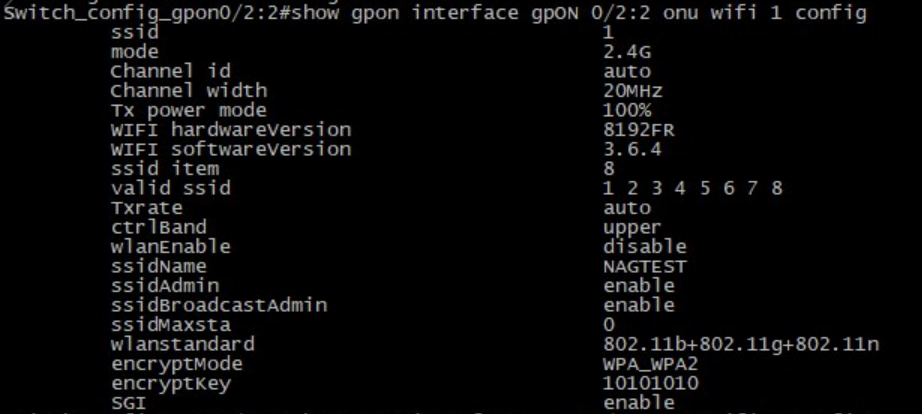 Switch_config_gpon0/2:2#show gpon interface gpON 0/2:2 onu wifi 1 config
ssid 1
mode 2.4G
Channel id auto
Channel width 20MHz
Tx power mode 100%
WIFI hardwareVersion 8192FR
WIFI softwareVersion 3.6.4
ssid item 8
valid ssid 1 2 3 4 5 6 7 8
Txrate auto
ctrlBand upper
wlanEnable disable
ssidName NAGTEST
ssidAdmin enable
ssidBroadcastAdmin enable
ssidMaxsta 0
wlanstandard 802.11b+802.11g+802.11n
encryptMode WPA_WPA2
encryptKey 10101010
SGI enable